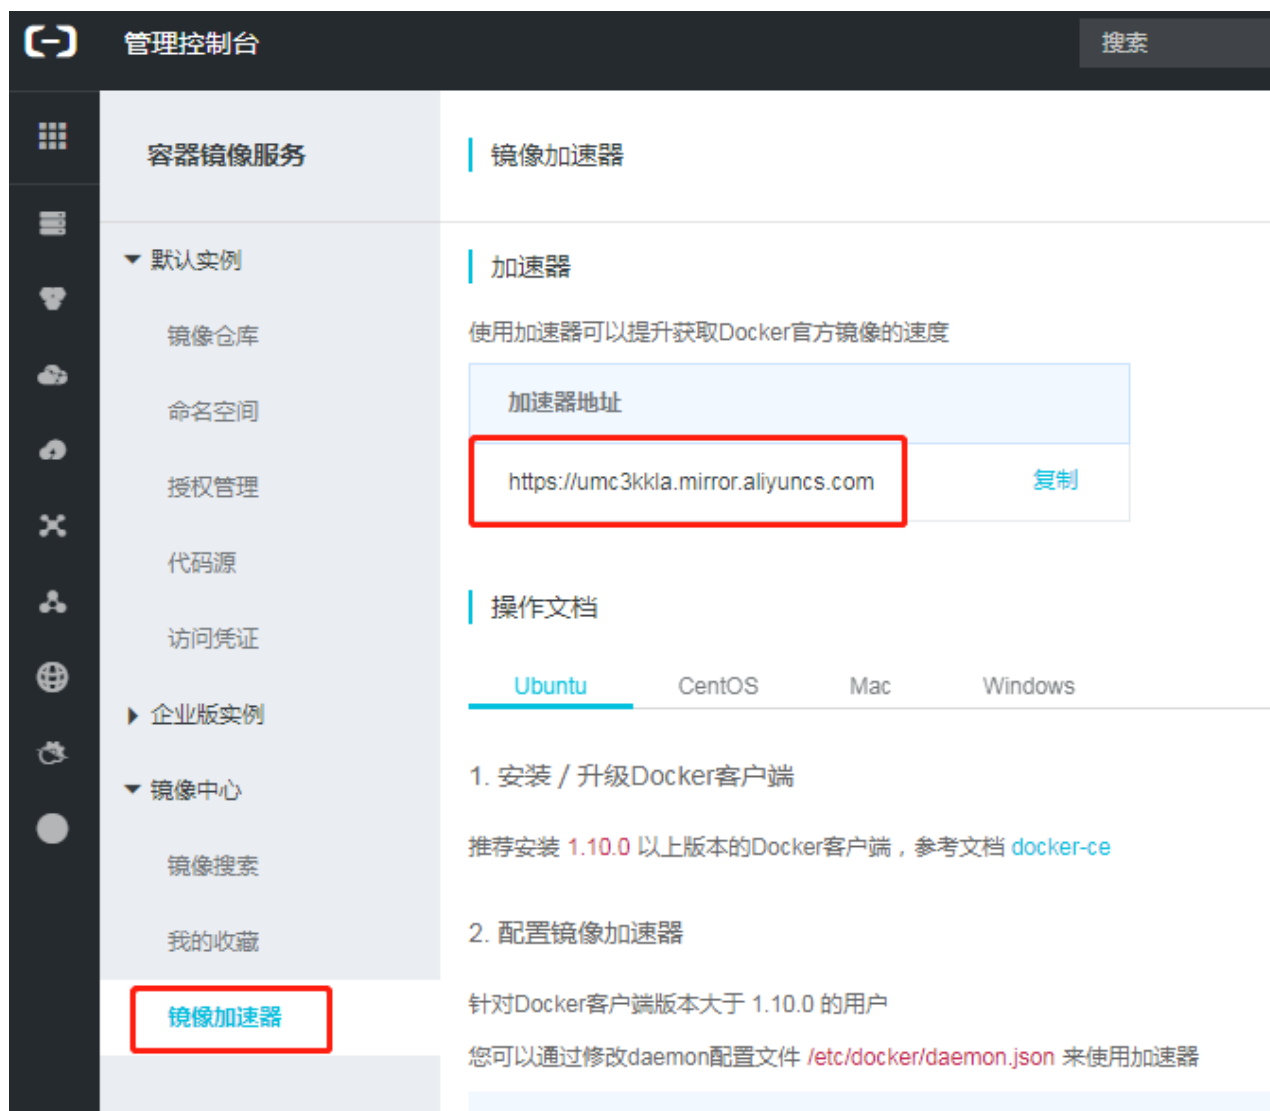 管理控制台
搜索
容器镜像服务
默认实例
镜像仓库
命名空间
授权管理
代码源
访问凭证
企业版实例
镜像中心
镜像搜索
我的收藏
镜像加速器
镜像加速器
加速器
使用加速器可以提升获取Docker官方镜像的速度
加速器地址
https://umc3kkla.mirror.aliyuncs.com 复制
操作文档
Ubuntu CentOS Mac Windows
1. 安装 / 升级Docker客户端
推荐安装 1.10.0 以上版本的Docker客户端，参考文档 docker-ce
2. 配置镜像加速器
针对Docker客户端版本大于 1.10.0 的用户
您可以通过修改daemon配置文件 /etc/docker/daemon.json 来使用加速器